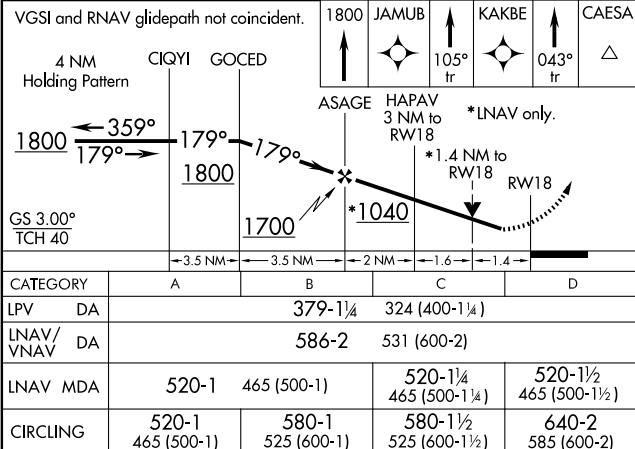 VGSI and RNAV glidepath not coincident.
1800
JAMUB
105°
tr
KAKBE
043°
tr
CAESA
4 NM
Holding Pattern
CIQYI
GOCED
ASAGE
HAPAV
3 NM to
RW18
*LNAV only.
1800
359°
179°
179°
179°
1800
*1.4 NM to
RW18
RW18
GS 3.00°
TCH 40
1700
*1040
3.5 NM
3.5 NM
2 NM
1.6
1.4
CATEGORY A B C D
LPV DA 379-1¼ 324 (400-1¼)
LNAV/
VNAV DA 586-2 531 (600-2)
LNAV MDA 520-1 465 (500-1) 520-1¼ 520-1½
465 (500-1¼) 465 (500-1½)
CIRCLING 520-1 580-1 580-1½ 640-2
465 (500-1) 525 (600-1) 525 (600-1½) 585 (600-2)